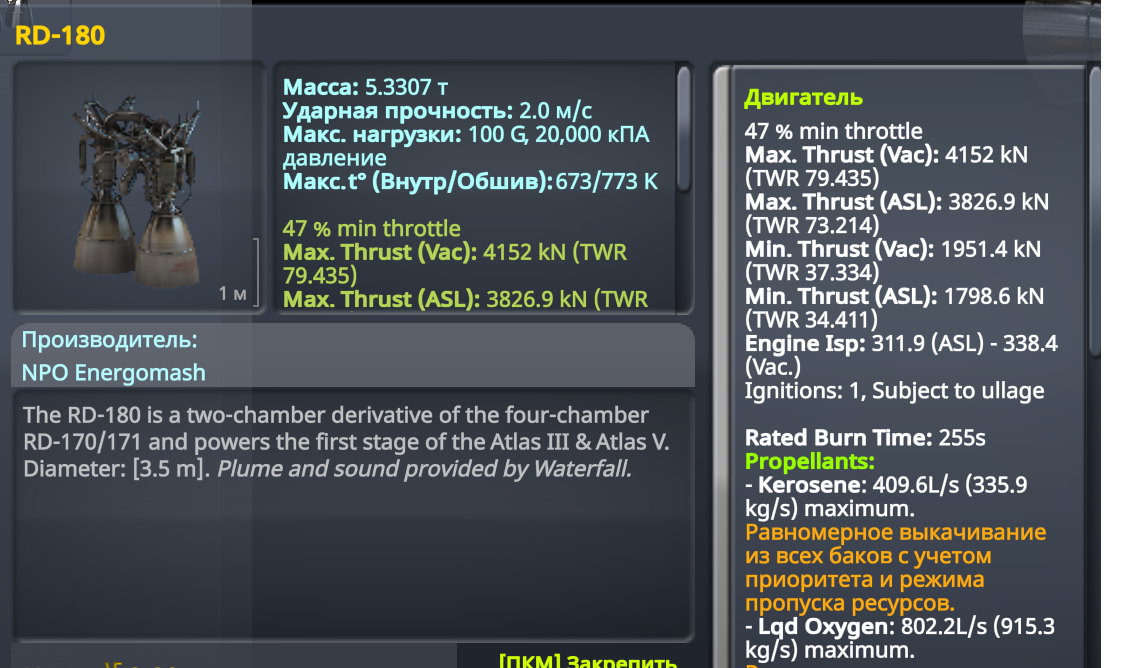 RD-180
Масса: 5.3307 т
Ударная прочность: 2.0 м/с
Макс. нагрузки: 100 G, 20,000 кПА
давление
Макс.t° (Внутр/Обшив):673/773 K
47 % min throttle
Max. Thrust (Vac): 4152 kN (TWR
79.435)
Max. Thrust (ASL): 3826.9 kN (TWR
1 м
Производитель:
NPO Energomash
The RD-180 is a two-chamber derivative of the four-chamber
RD-170/171 and powers the first stage of the Atlas III & Atlas V.
Diameter: [3.5 m]. Plume and sound provided by Waterfall.
[ПКМ] Закрепить
Двигатель
47 % min throttle
Max. Thrust (Vac): 4152 kN
(TWR 79.435)
Max. Thrust (ASL): 3826.9 kN
(TWR 73.214)
Min. Thrust (Vac): 1951.4 kN
(TWR 37.334)
Min. Thrust (ASL): 1798.6 kN
(TWR 34.411)
Engine Isp: 311.9 (ASL) - 338.4
(Vac.)
Ignitions: 1, Subject to ullage
Rated Burn Time: 255s
Propellants:
- Kerosene: 409.6L/s (335.9
kg/s) maximum.
Равномерное выкачивание
из всех баков с учетом
приоритета и режима
пропуска ресурсов.
- Lqd Oxygen: 802.2L/s (915.3
kg/s) maximum.